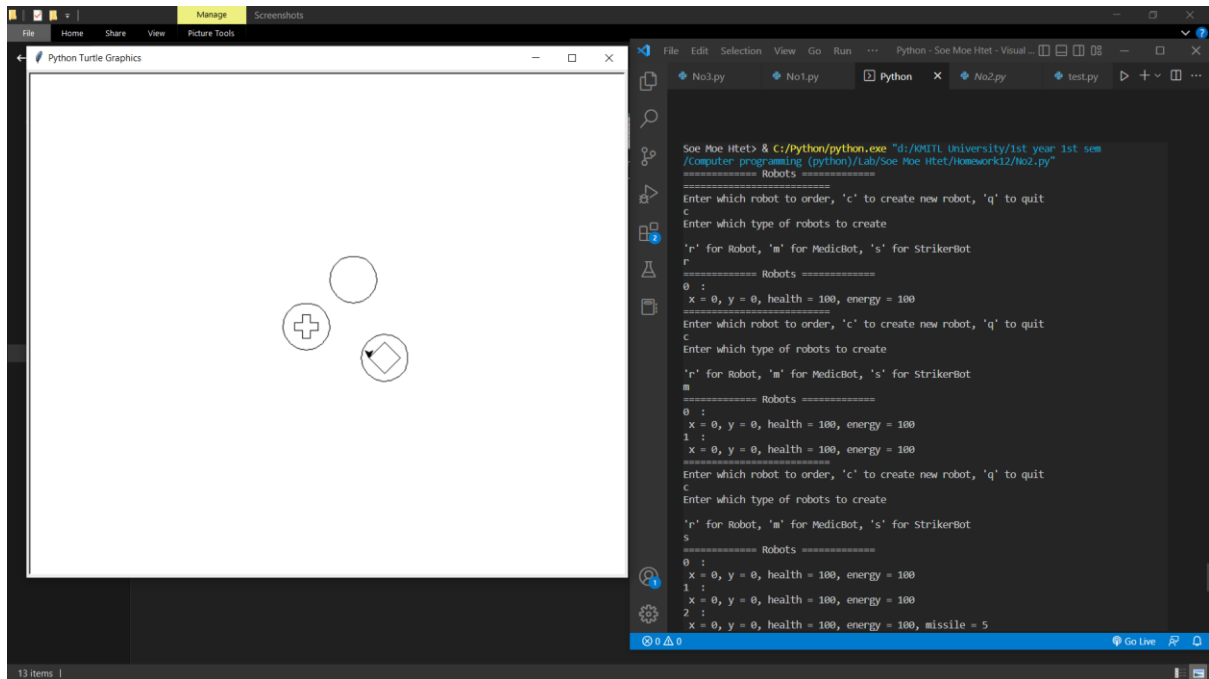 Manage Screenshots
File Home Share View Picture Tools
Python Turtle Graphics
File Edit Selection View Go Run ··· Python - Soe Moe Htet - Visual ...
No3.py No1.py Python No2.py test.py
Soe Moe Htet> & C:/Python/python.exe "d:/KMITL University/1st year 1st sem
/Computer programming (python)/Lab/Soe Moe Htet/Homework12/No2.py"
============= Robots =============
==========================
Enter which robot to order, 'c' to create new robot, 'q' to quit
c
Enter which type of robots to create
'r' for Robot, 'm' for MedicBot, 's' for StrikerBot
r
============= Robots =============
0 :
x = 0, y = 0, health = 100, energy = 100
==========================
Enter which robot to order, 'c' to create new robot, 'q' to quit
c
Enter which type of robots to create
'r' for Robot, 'm' for MedicBot, 's' for StrikerBot
m
============= Robots =============
0 :
x = 0, y = 0, health = 100, energy = 100
1 :
x = 0, y = 0, health = 100, energy = 100
==========================
Enter which robot to order, 'c' to create new robot, 'q' to quit
c
Enter which type of robots to create
'r' for Robot, 'm' for MedicBot, 's' for StrikerBot
s
============= Robots =============
0 :
x = 0, y = 0, health = 100, energy = 100
1 :
x = 0, y = 0, health = 100, energy = 100
2 :
x = 0, y = 0, health = 100, energy = 100, missile = 5
2
1
0 0 Go Live
13 items